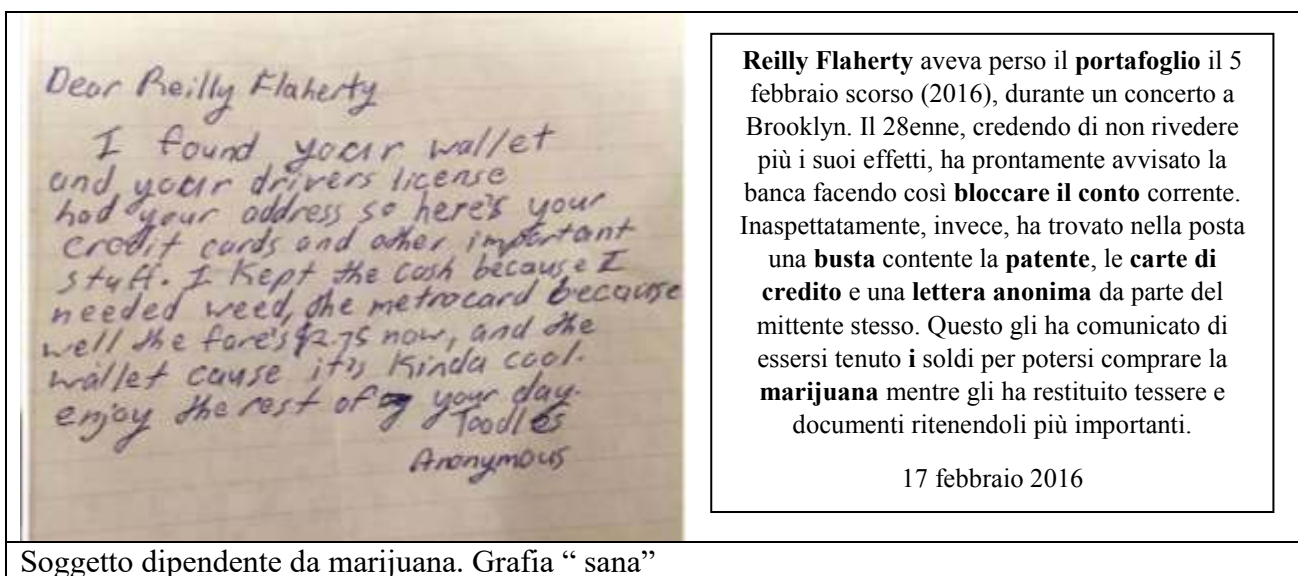 Dear Reilly Flaherty
I found your wallet
and your drivers license
had your address so here's your
credit cards and other important
stuff. I kept the cash because I
needed weed, the metrocard because
well the fare's $2.75 now, and the
wallet cause it's kinda cool.
enjoy the rest of your day.
Toodles
Anonymous
Reilly Flaherty aveva perso il portafoglio il 5
febbraio scorso (2016), durante un concerto a
Brooklyn. Il 28enne, credendo di non rivedere
più i suoi effetti, ha prontamente avvisato la
banca facendo così bloccare il conto corrente.
Inaspettatamente, invece, ha trovato nella posta
una busta contente la patente, le carte di
credito e una lettera anonima da parte del
mittente stesso. Questo gli ha comunicato di
essersi tenuto i soldi per potersi comprare la
marijuana mentre gli ha restituito tessere e
documenti ritenendoli più importanti.
17 febbraio 2016
Soggetto dipendente da marijuana. Grafia “ sana”